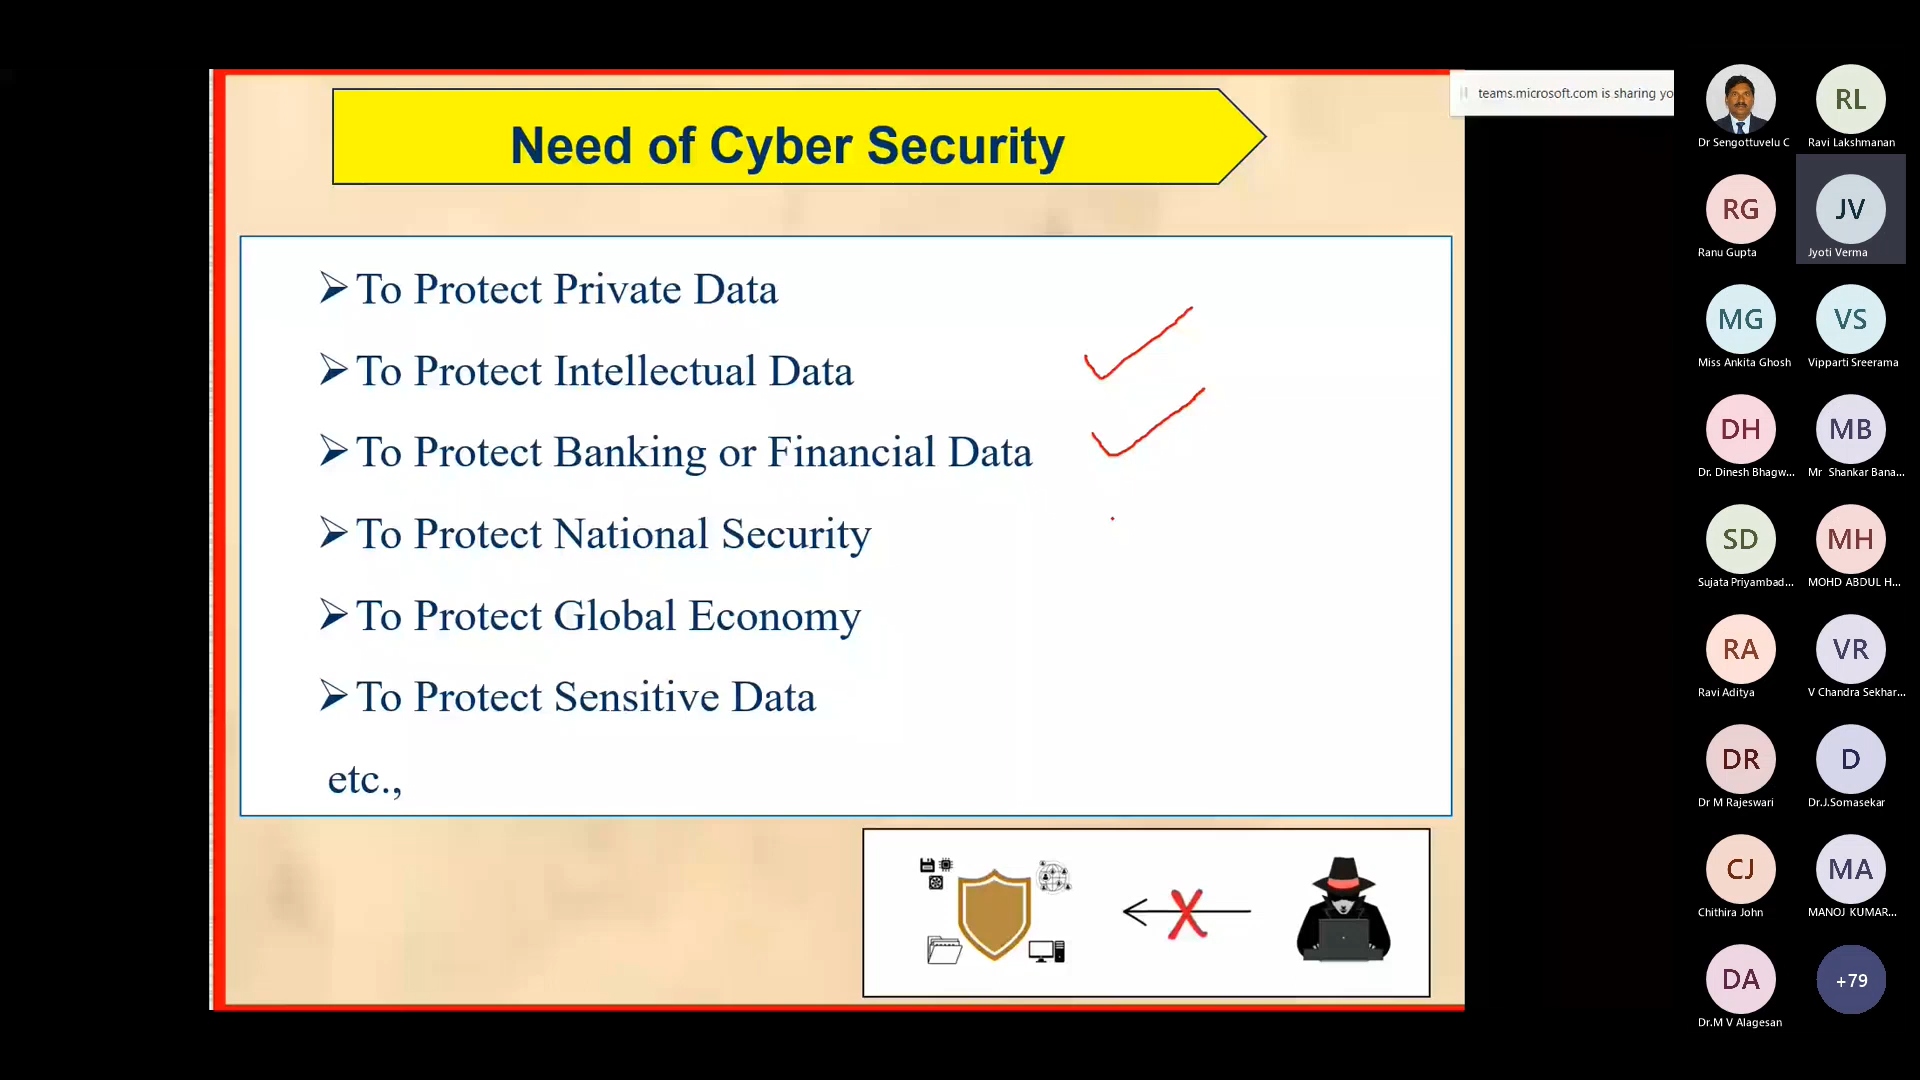 Need of Cyber Security
➢To Protect Private Data
➢To Protect Intellectual Data
➢To Protect Banking or Financial Data
➢To Protect National Security
➢To Protect Global Economy
➢To Protect Sensitive Data
etc.,
X
teams.microsoft.com is sharing yo
Dr Sengottuvelu C
RL
Ravi Lakshmanan
RG
Ranu Gupta
JV
Jyoti Verma
MG
Miss Ankita Ghosh
VS
Vipparti Sreerama
DH
Dr. Dinesh Bhagw...
MB
Mr Shankar Bana...
SD
Sujata Priyambad...
MH
MOHD ABDUL H...
RA
Ravi Aditya
VR
V Chandra Sekhar...
DR
Dr M Rajeswari
D
Dr.J.Somasekar
CJ
Chithira John
MA
MANOJ KUMAR...
DA
Dr.M V Alagesan
+79